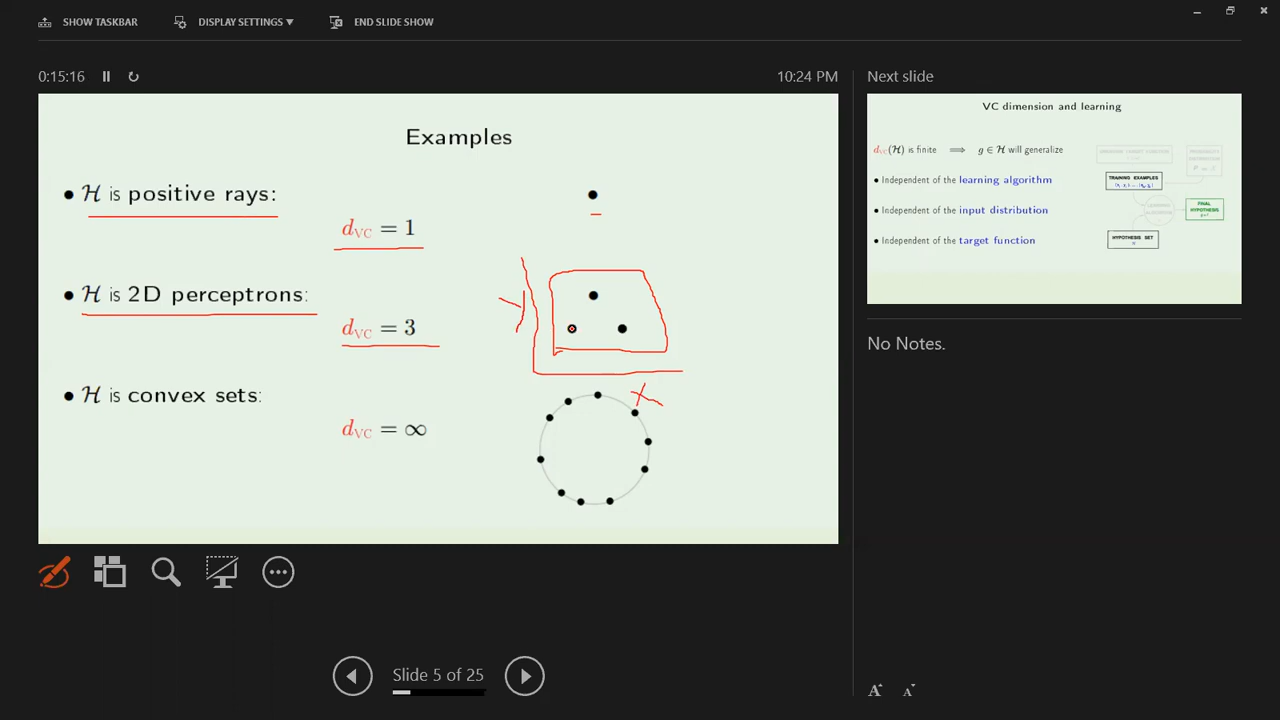 SHOW TASKBAR DISPLAY SETTINGS ▼ END SLIDE SHOW
0:15:16 10:24 PM
Examples
• H is positive rays:
dVC = 1
• H is 2D perceptrons:
dVC = 3
• H is convex sets:
dVC = ∞
y
x
Slide 5 of 25
Next slide
VC dimension and learning
dVC(H) is finite ⟹ g ∈ H will generalize
• Independent of the learning algorithm
• Independent of the input distribution
• Independent of the target function
TRAINING EXAMPLES
LEARNING
ALGORITHM
FINAL
HYPOTHESIS
HYPOTHESIS SET
H
No Notes.
A A